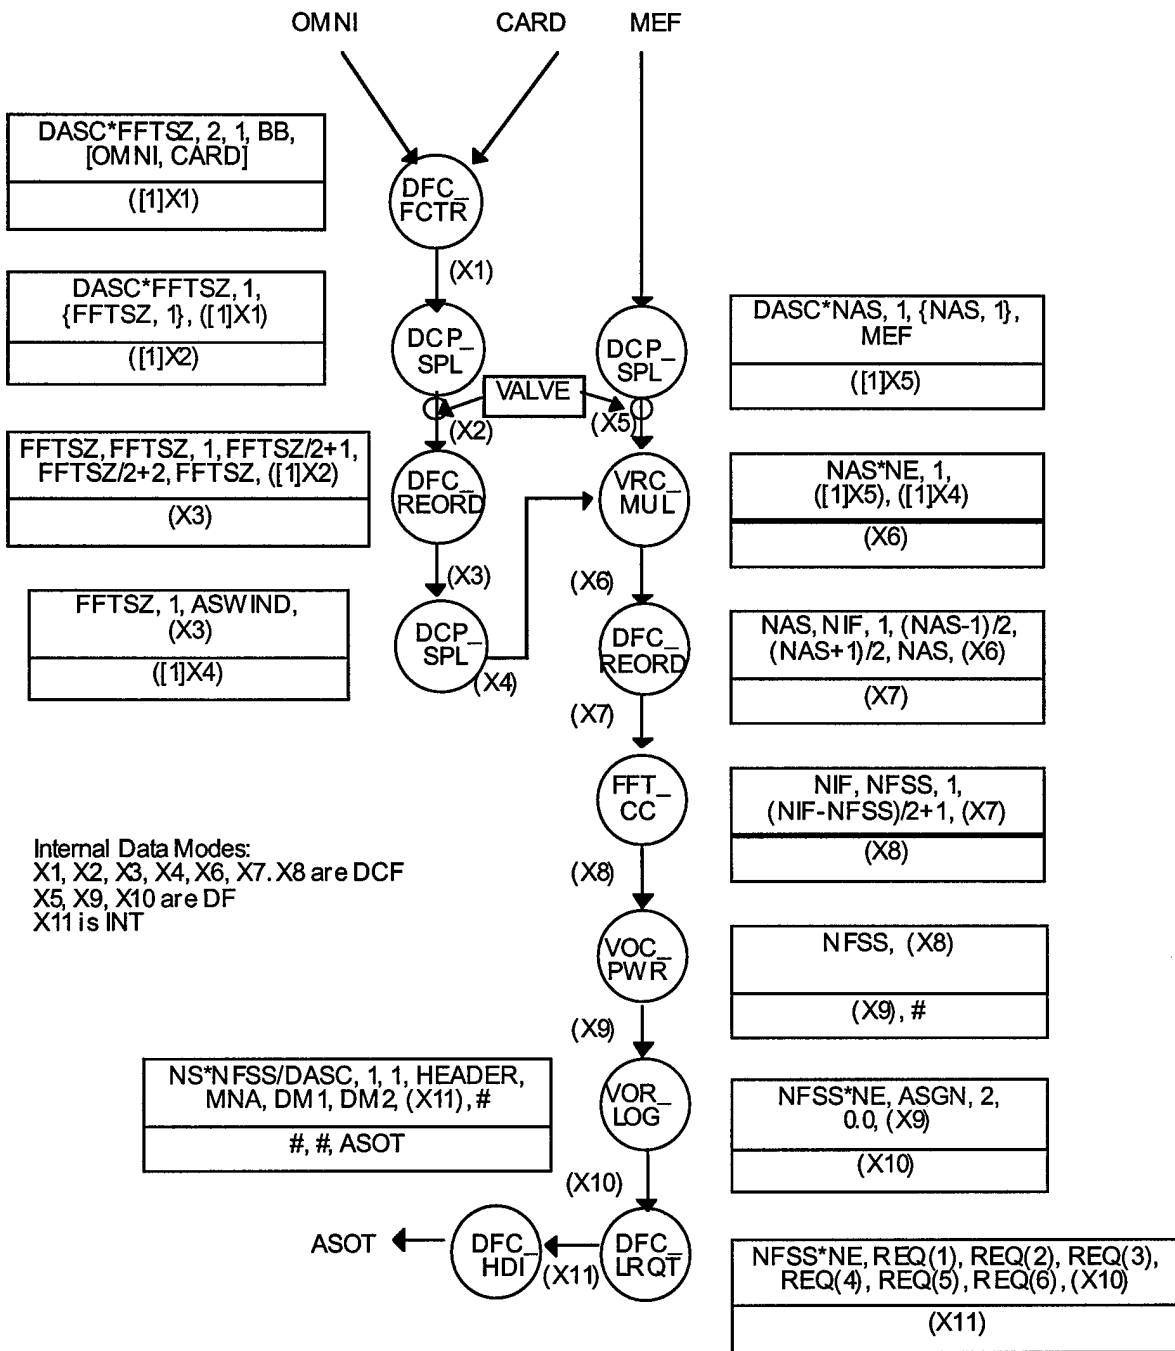 OMNI
CARD
MEF
DASC*FFTSZ, 2, 1, BB,
[OMNI, CARD]
([1]X1)
DFC_
FCTR
(X1)
DASC*FFTSZ, 1,
{FFTSZ, 1}, ([1]X1)
([1]X2)
DCP_
SPL
DCP_
SPL
DASC*NAS, 1, {NAS, 1},
MEF
([1]X5)
VALVE
(X2)
(X5)
FFTSZ, FFTSZ, 1, FFTSZ/2+1,
FFTSZ/2+2, FFTSZ, ([1]X2)
(X3)
DFC_
REORD
VRC_
MUL
NAS*NE, 1,
([1]X5), ([1]X4)
(X6)
(X3)
(X6)
FFTSZ, 1, ASWIND,
(X3)
([1]X4)
DCP_
SPL
(X4)
DFC_
REORD
NAS, NIF, 1, (NAS-1)/2,
(NAS+1)/2, NAS, (X6)
(X7)
(X7)
FFT_
CC
NIF, NFSS, 1,
(NIF-NFSS)/2+1, (X7)
(X8)
Internal Data Modes:
X1, X2, X3, X4, X6, X7. X8 are DCF
X5, X9, X10 are DF
X11 is INT
(X8)
VOC_
PWR
NFSS, (X8)
(X9), #
(X9)
NS*NFSS/DASC, 1, 1, HEADER,
MNA, DM1, DM2, (X11), #
#, #, ASOT
VOR_
LOG
NFSS*NE, ASGN, 2,
0.0, (X9)
(X10)
(X10)
ASOT
DFC_
HDI
(X11)
DFC_
LRQT
NFSS*NE, REQ(1), REQ(2), REQ(3),
REQ(4), REQ(5), REQ(6), (X10)
(X11)